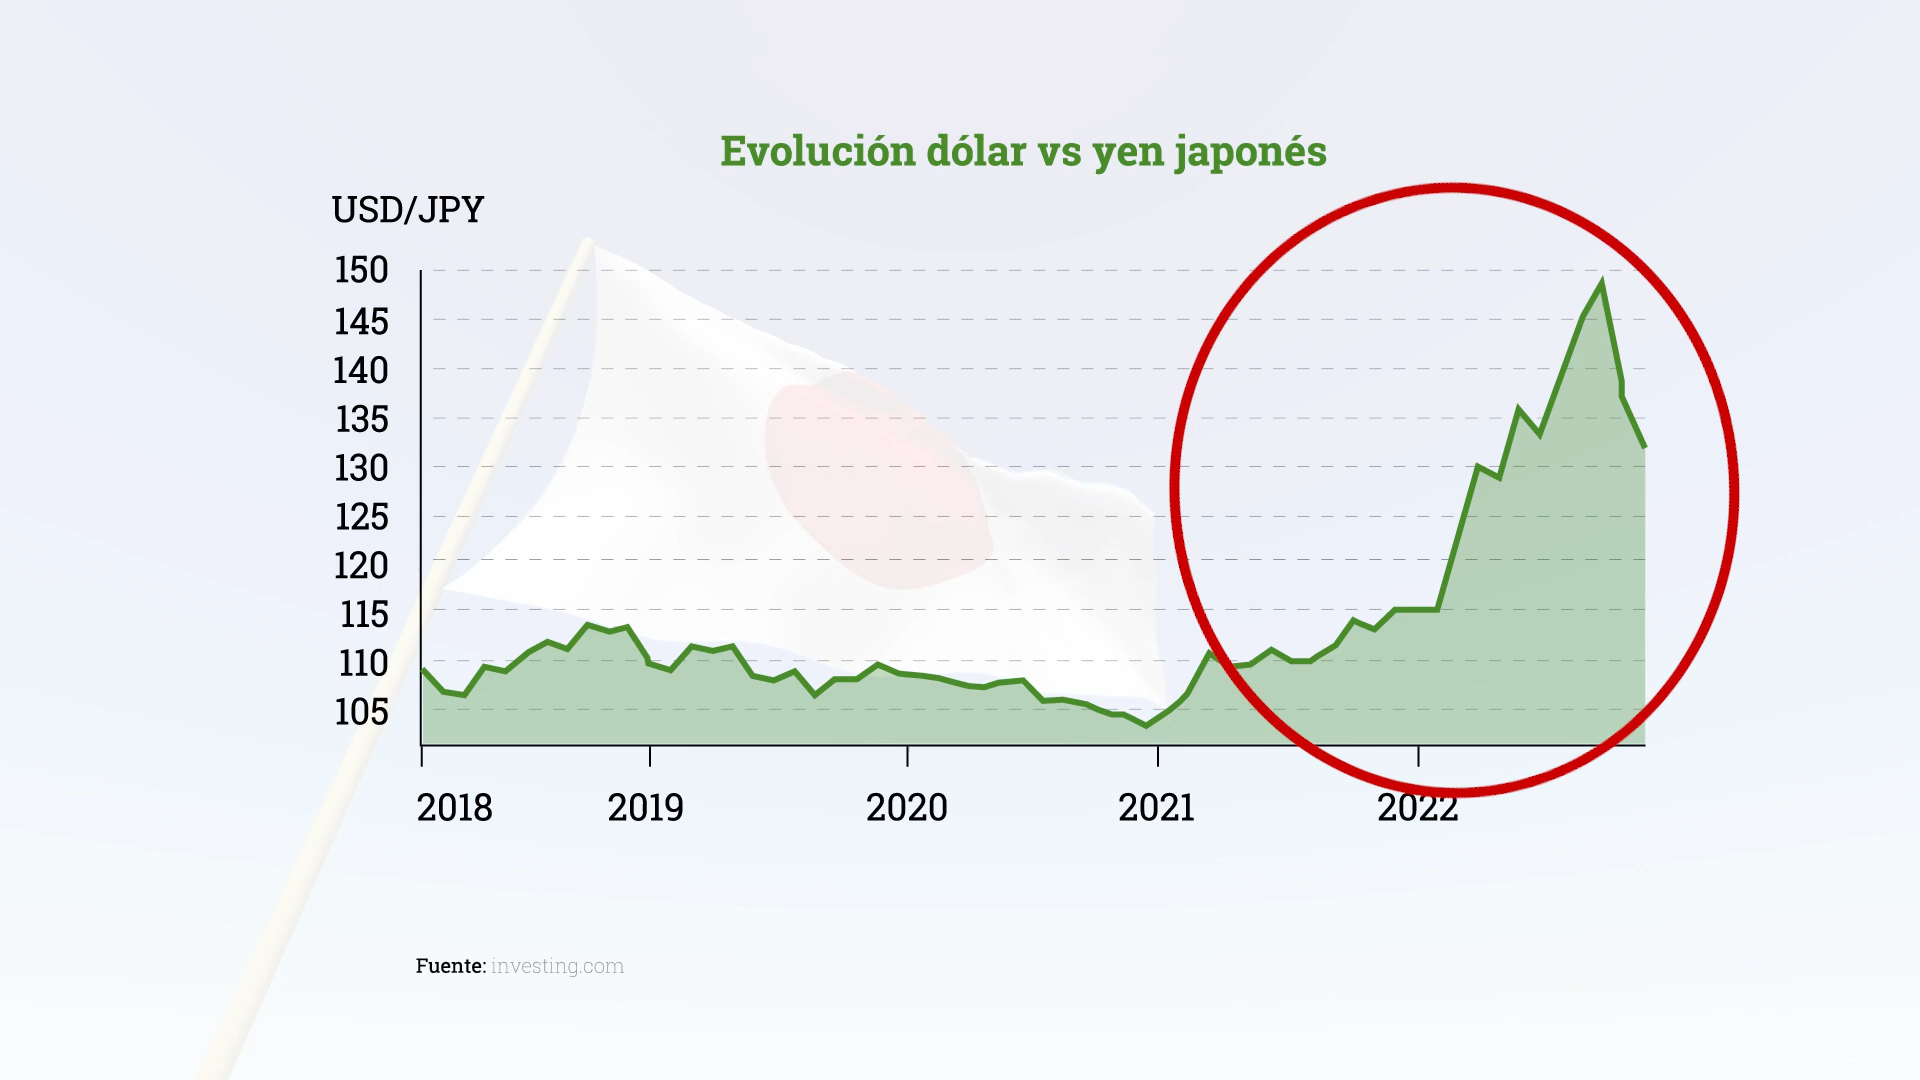 Evolución dólar vs yen japonés
USD/JPY
150
145
140
135
130
125
120
115
110
105
2018 2019 2020 2021 2022
Fuente: investing.com